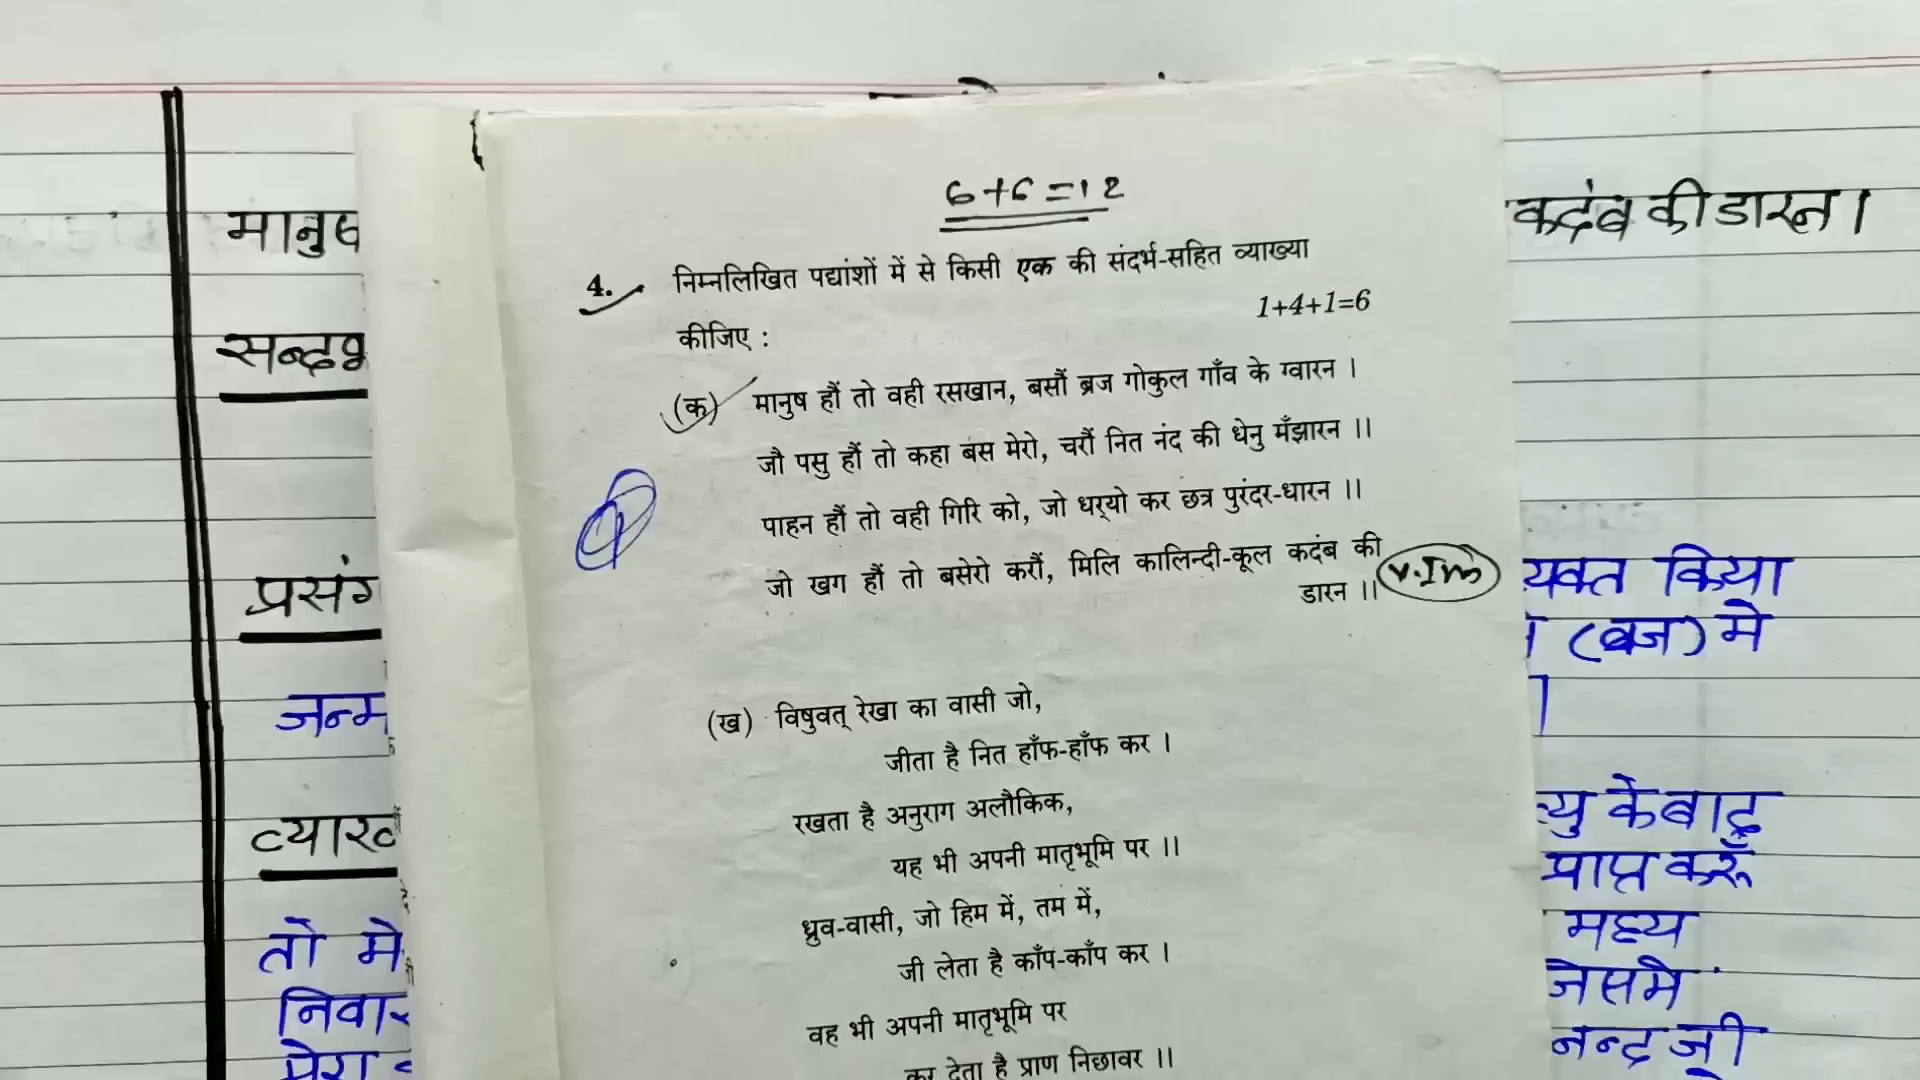 6+6=12
4. निम्नलिखित पद्यांशों में से किसी एक की संदर्भ-सहित व्याख्या
कीजिए :
1+4+1=6
(क) मानुष हौं तो वही रसखान, बसौं ब्रज गोकुल गाँव के ग्वारन ।
जौ पसु हौं तो कहा बस मेरो, चरौं नित नंद की धेनु मँझारन ।।
पाहन हौं तो वही गिरि को, जो धर्‌यो कर छत्र पुरंदर-धारन ।।
जो खग हौं तो बसेरो करौं, मिलि कालिन्दी-कूल कदंब की
डारन ।।
V.Im
(ख) विषुवत् रेखा का वासी जो,
जीता है नित हाँफ-हाँफ कर ।
रखता है अनुराग अलौकिक,
यह भी अपनी मातृभूमि पर ।।
ध्रुव-वासी, जो हिम में, तम में,
जी लेता है काँप-काँप कर ।
वह भी अपनी मातृभूमि पर
कर देता है प्राण निछावर ।।
मानुष
कदंब की डारन।
सन्दर्भ
प्रसंग
यक्त किया
(ब्रज) मे
जन्म
व्याख्
त्यु के बाद
प्राप्त करूँ
तो मे
मध्य
निवास
जिसमे
मेरा
नन्द जी